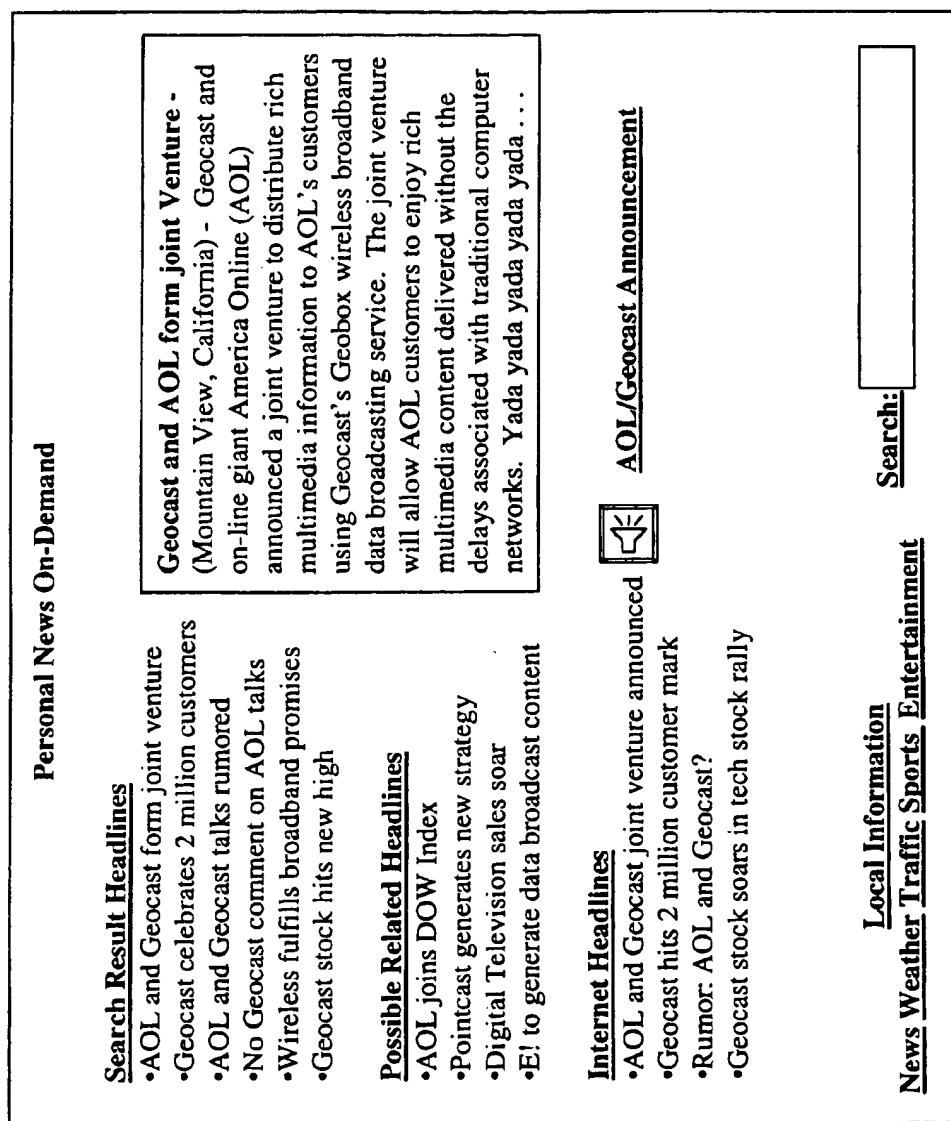 Personal News On-Demand
Search Result Headlines
•AOL and Geocast form joint venture
•Geocast celebrates 2 million customers
•AOL and Geocast talks rumored
•No Geocast comment on AOL talks
•Wireless fulfills broadband promises
•Geocast stock hits new high
Geocast and AOL form joint Venture -
(Mountain View, California) - Geocast and
on-line giant America Online (AOL)
announced a joint venture to distribute rich
multimedia information to AOL's customers
using Geocast's Geobox wireless broadband
data broadcasting service. The joint venture
will allow AOL customers to enjoy rich
multimedia content delivered without the
delays associated with traditional computer
networks. Yada yada yada yada yada ...
Possible Related Headlines
•AOL joins DOW Index
•Pointcast generates new strategy
•Digital Television sales soar
•E! to generate data broadcast content
Internet Headlines
•AOL and Geocast joint venture announced
•Geocast hits 2 million customer mark
•Rumor: AOL and Geocast?
•Geocast stock soars in tech stock rally
AOL/Geocast Announcement
Local Information
News Weather Traffic Sports Entertainment
Search: